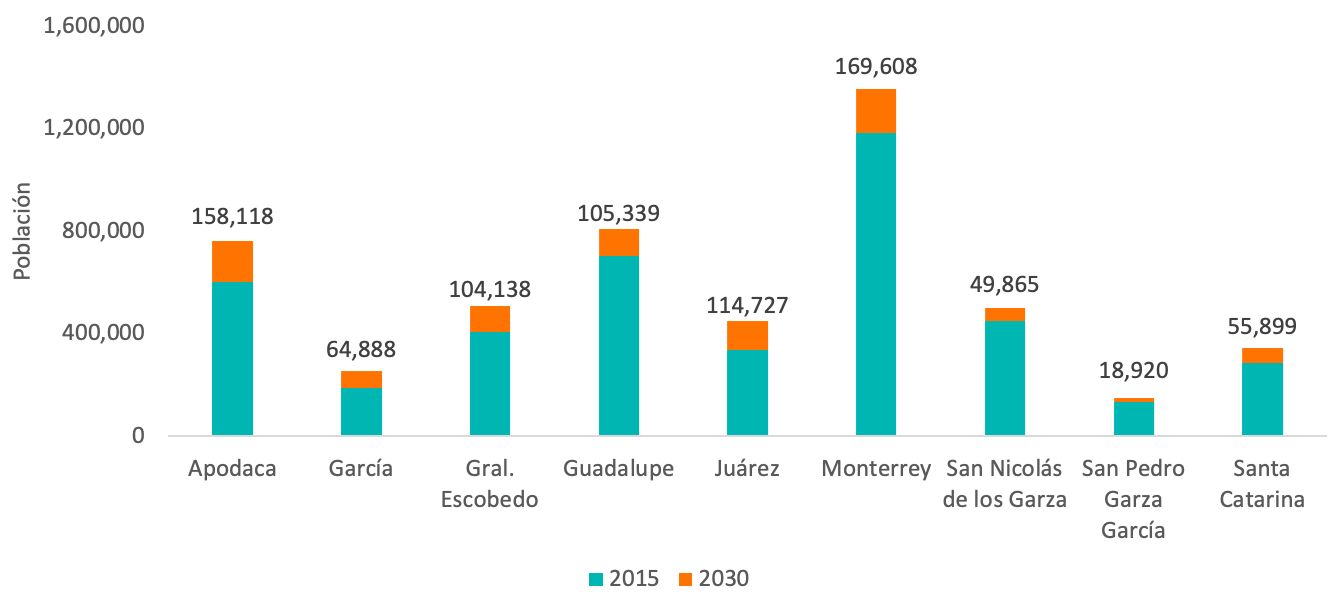 1,600,000
1,200,000
800,000
400,000
0
Población
158,118
64,888
104,138
105,339
114,727
169,608
49,865
18,920
55,899
Apodaca
García
Gral.
Escobedo
Guadalupe
Juárez
Monterrey
San Nicolás
de los Garza
San Pedro
Garza
García
Santa
Catarina
2015
2030